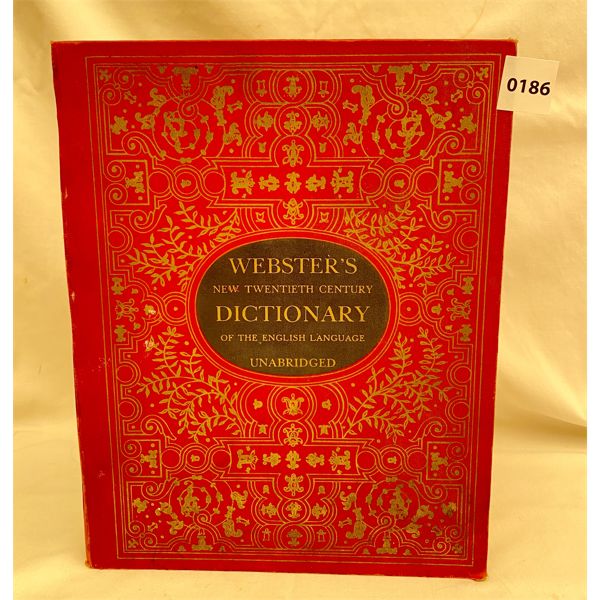 0186
WEBSTER'S
NEW TWENTIETH CENTURY
DICTIONARY
OF THE ENGLISH LANGUAGE
UNABRIDGED